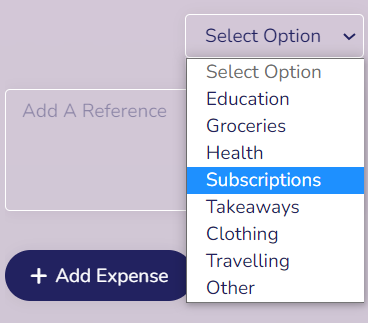 Select Option
Select Option
Education
Groceries
Health
Subscriptions
Takeaways
Clothing
Travelling
Other
Add A Reference
+ Add Expense